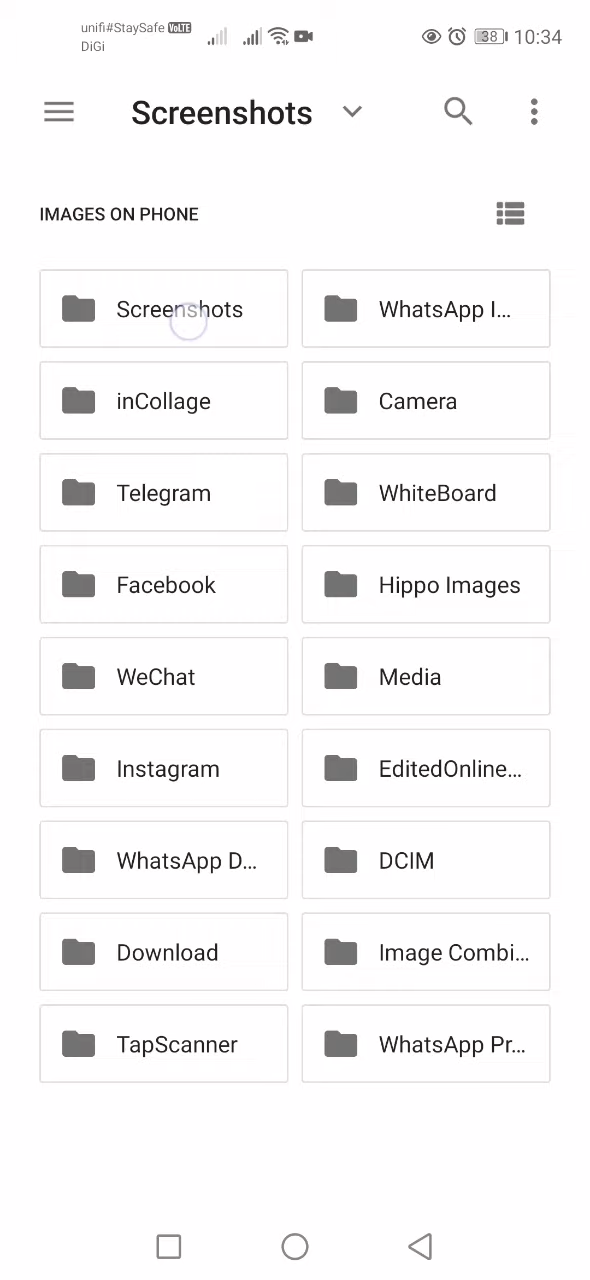 unifi#StaySafe VoLTE
DiGi
38 10:34
Screenshots
IMAGES ON PHONE
Screenshots WhatsApp I...
inCollage Camera
Telegram WhiteBoard
Facebook Hippo Images
WeChat Media
Instagram EditedOnline...
WhatsApp D... DCIM
Download Image Combi...
TapScanner WhatsApp Pr...